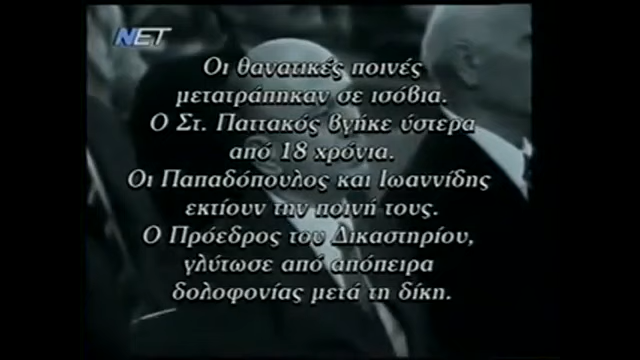 NET
Οι θανατικές ποινές
μετατράπηκαν σε ισόβια.
Ο Στ. Παττακός βγήκε ύστερα
από 18 χρόνια.
Οι Παπαδόπουλος και Ιωαννίδης
εκτίουν την ποινή τους.
Ο Πρόεδρος του Δικαστηρίου,
γλύτωσε από απόπειρα
δολοφονίας μετά τη δίκη.